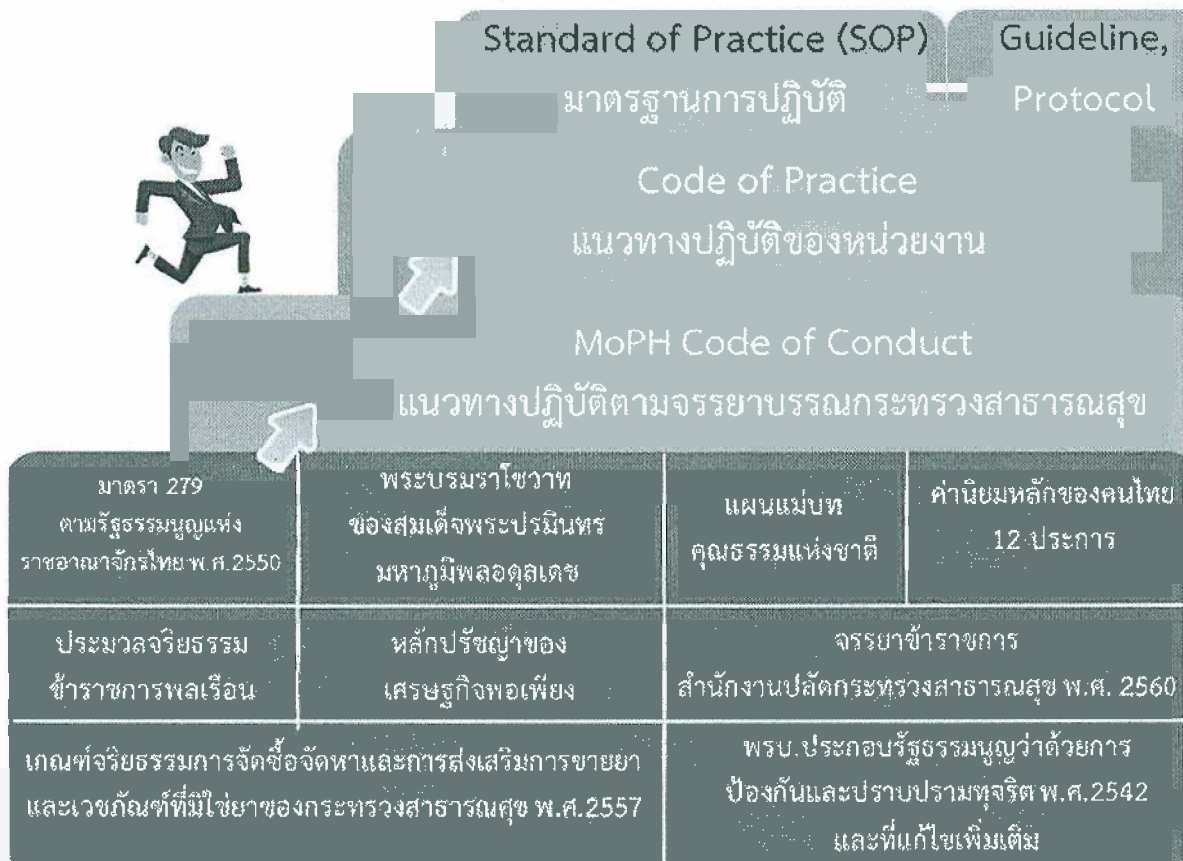 Standard of Practice (SOP)
มาตรฐานการปฏิบัติ
Guideline,
Protocol
Code of Practice
แนวทางปฏิบัติของหน่วยงาน
MoPH Code of Conduct
แนวทางปฏิบัติตามจรรยาบรรณกระทรวงสาธารณสุข
มาตรา 279
ตามรัฐธรรมนูญแห่ง
ราชอาณาจักรไทย พ.ศ.2550
พระบรมราโชวาท
ของสมเด็จพระปรมินทร
มหาภูมิพลอดุลเดช
แผนแม่บท
คุณธรรมแห่งชาติ
ค่านิยมหลักของคนไทย
12 ประการ
ประมวลจริยธรรม
ข้าราชการพลเรือน
หลักปรัชญาของ
เศรษฐกิจพอเพียง
จรรยาข้าราชการ
สำนักงานปลัดกระทรวงสาธารณสุข พ.ศ. 2560
เกณฑ์จริยธรรมการจัดซื้อจัดหาและการส่งเสริมการขายยา
และเวชภัณฑ์ที่มิใช่ยาของกระทรวงสาธารณสุข พ.ศ.2557
พรบ.ประกอบรัฐธรรมนูญว่าด้วยการ
ป้องกันและปราบปรามทุจริต พ.ศ.2542
และที่แก้ไขเพิ่มเติม